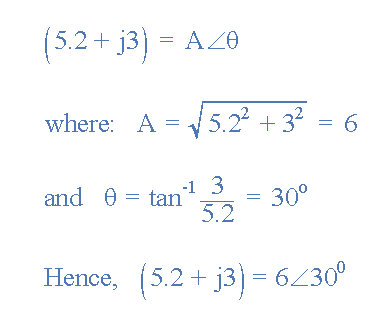 (5.2 + j3) = A∠θ
where: A = √5.2² + 3² = 6
and θ = tan⁻¹ 3/5.2 = 30º
Hence, (5.2 + j3) = 6∠30⁰